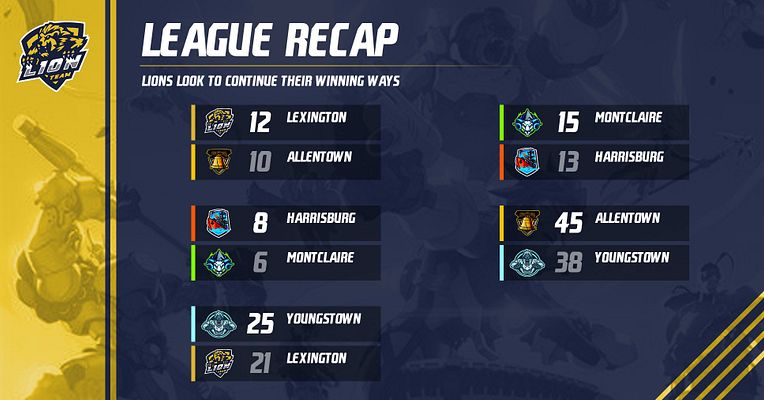 LION
TEAM
LEAGUE RECAP
LIONS LOOK TO CONTINUE THEIR WINNING WAYS
12 LEXINGTON
10 ALLENTOWN
15 MONTCLAIRE
13 HARRISBURG
8 HARRISBURG
6 MONTCLAIRE
45 ALLENTOWN
38 YOUNGSTOWN
25 YOUNGSTOWN
21 LEXINGTON